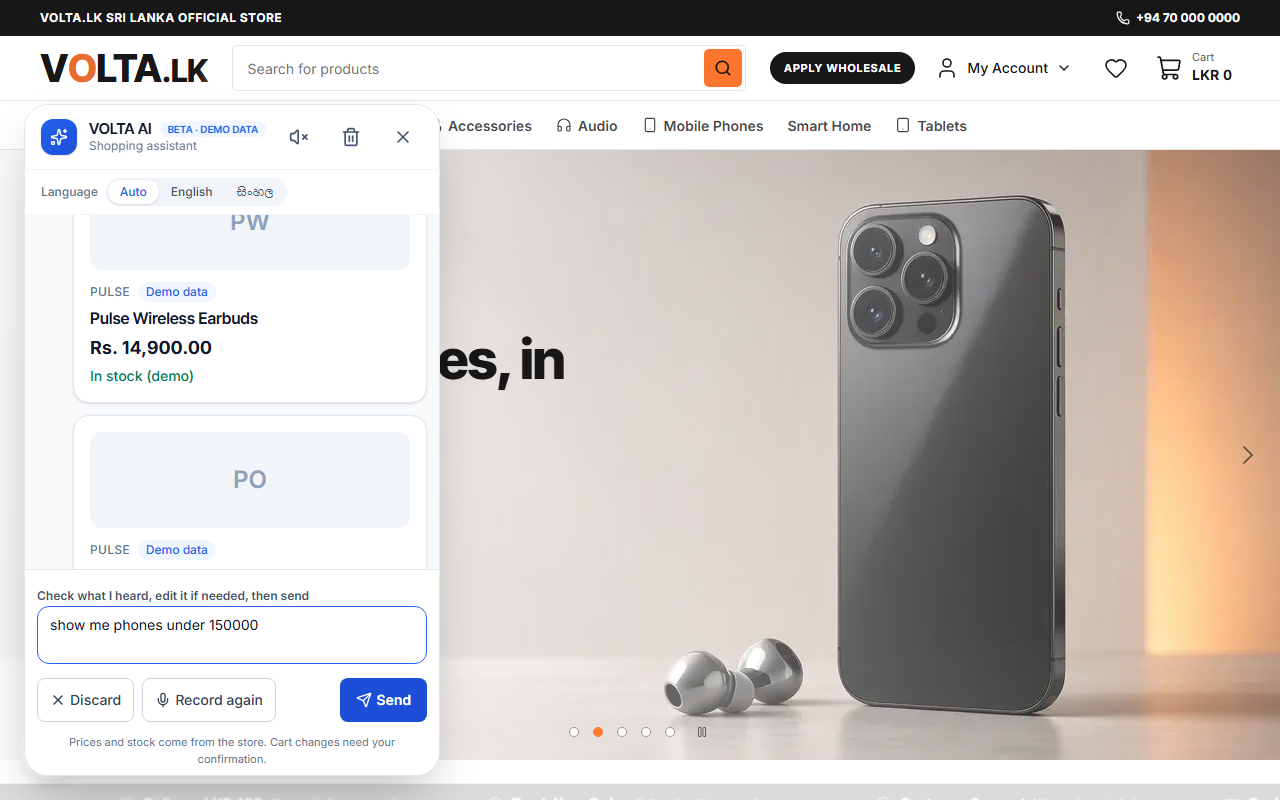 VOLTA.LK SRI LANKA OFFICIAL STORE
+94 70 000 0000
VOLTA.LK
Search for products
APPLY WHOLESALE
My Account
Cart
LKR 0
Accessories
Audio
Mobile Phones
Smart Home
Tablets
VOLTA AI
BETA · DEMO DATA
Shopping assistant
Language
Auto
English
සිංහල
PW
PULSE
Demo data
Pulse Wireless Earbuds
Rs. 14,900.00
In stock (demo)
es, in
PO
PULSE
Demo data
Check what I heard, edit it if needed, then send
show me phones under 150000
Discard
Record again
Send
Prices and stock come from the store. Cart changes need your
confirmation.